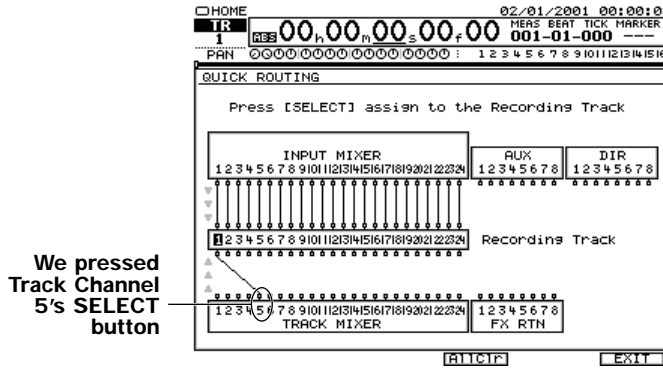 HOME 02/01/2001 00:00:0
TR 1 ABS 00h00m00s00f00 MEAS BEAT TICK MARKER
001-01-000 ---
PAN 1 2 3 4 5 6 7 8 9 10 11 12 13 14 15 16
QUICK ROUTING
Press [SELECT] assign to the Recording Track
INPUT MIXER AUX DIR
1 2 3 4 5 6 7 8 9 10 11 12 13 14 15 16 17 18 19 20 21 22 23 24 1 2 3 4 5 6 7 8 1 2 3 4 5 6 7 8
1 2 3 4 5 6 7 8 9 10 11 12 13 14 15 16 17 18 19 20 21 22 23 24 Recording Track
We pressed
Track Channel
5's SELECT
button
1 2 3 4 5 6 7 8 9 10 11 12 13 14 15 16 17 18 19 20 21 22 23 24 1 2 3 4 5 6 7 8
TRACK MIXER FX RTN
AllClr EXIT